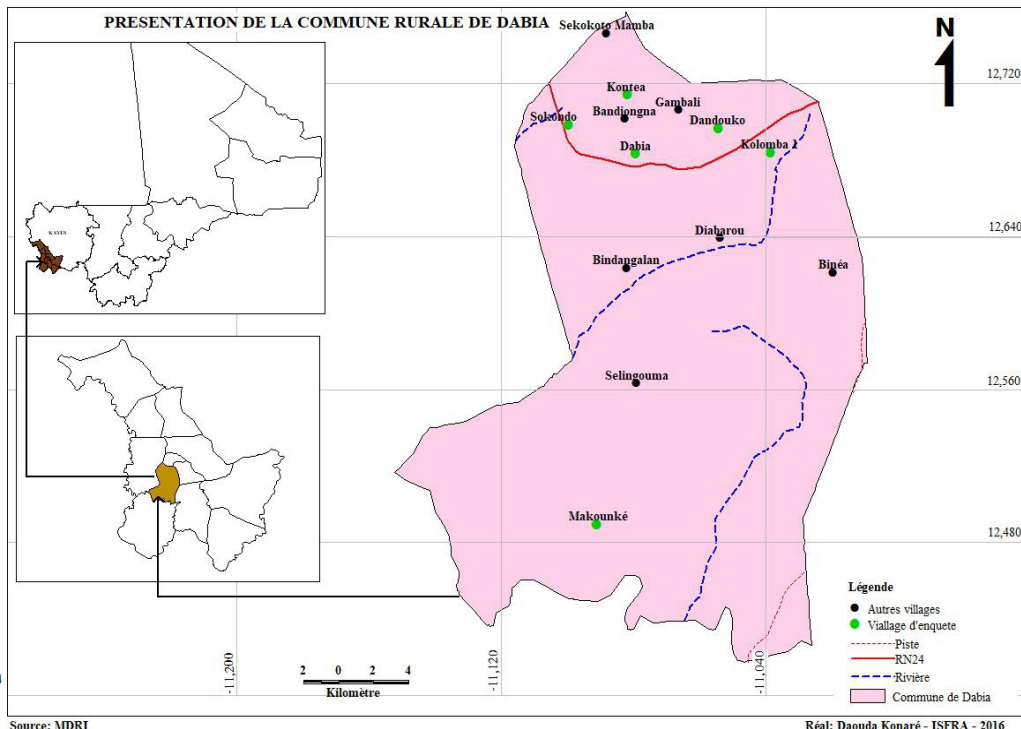 PRESENTATION DE LA COMMUNE RURALE DE DABIA
N
Sekokoto Mamba
12,720
Kontea
Gambali
Sokondo
Bandiongna
Dandouko
Dabia
Kolomba 1
KAYES
Diabarou
12,640
Bindangalan
Binéa
12,560
Selingouma
Makounké
12,480
Légende
Autres villages
Viallage d'enquete
Piste
RN24
Rivière
Commune de Dabia
-11,200
-11,120
-11,040
2 0 2 4
Kilomètre
Source: MDRI
Réal: Daouda Konaré - ISFRA - 2016